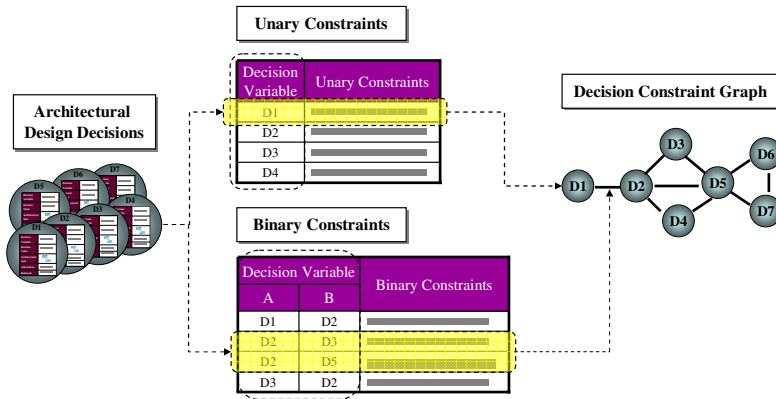 Unary Constraints
Decision
Variable
Unary Constraints
D1
D2
D3
D4
Architectural
Design Decisions
D7
D6
D5
D4
D3
D2
D1
Binary Constraints
Decision Variable
Binary Constraints
A B
D1 D2
D2 D3
D2 D5
D3 D2
Decision Constraint Graph
D3
D6
D1
D2
D5
D4
D7